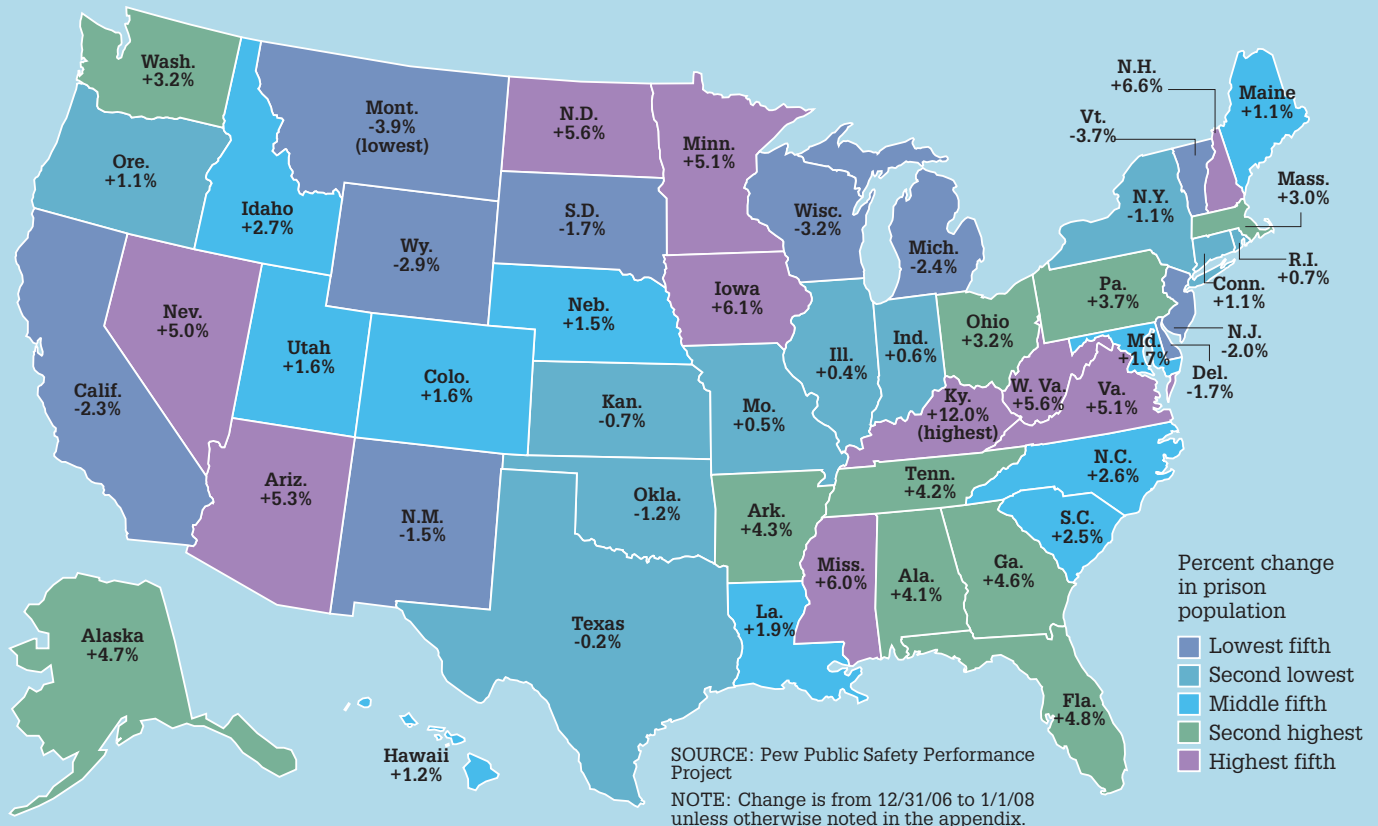 Wash.
+3.2%
Ore.
+1.1%
Calif.
-2.3%
Nev.
+5.0%
Idaho
+2.7%
Mont.
-3.9%
(lowest)
Wy.
-2.9%
Utah
+1.6%
Colo.
+1.6%
Ariz.
+5.3%
N.M.
-1.5%
N.D.
+5.6%
S.D.
-1.7%
Neb.
+1.5%
Kan.
-0.7%
Okla.
-1.2%
Texas
-0.2%
Minn.
+5.1%
Iowa
+6.1%
Mo.
+0.5%
Ark.
+4.3%
La.
+1.9%
Wisc.
-3.2%
Ill.
+0.4%
Mich.
-2.4%
Ind.
+0.6%
Ohio
+3.2%
Ky.
+12.0%
(highest)
Tenn.
+4.2%
Miss.
+6.0%
Ala.
+4.1%
Ga.
+4.6%
Fla.
+4.8%
S.C.
+2.5%
N.C.
+2.6%
Va.
+5.1%
W. Va.
+5.6%
Pa.
+3.7%
N.Y.
-1.1%
Md.
+1.7%
Del.
-1.7%
N.J.
-2.0%
Conn.
+1.1%
R.I.
+0.7%
Mass.
+3.0%
Vt.
-3.7%
N.H.
+6.6%
Maine
+1.1%
Alaska
+4.7%
Hawaii
+1.2%
Percent change
in prison
population
Lowest fifth
Second lowest
Middle fifth
Second highest
Highest fifth
SOURCE: Pew Public Safety Performance
Project
NOTE: Change is from 12/31/06 to 1/1/08
unless otherwise noted in the appendix.